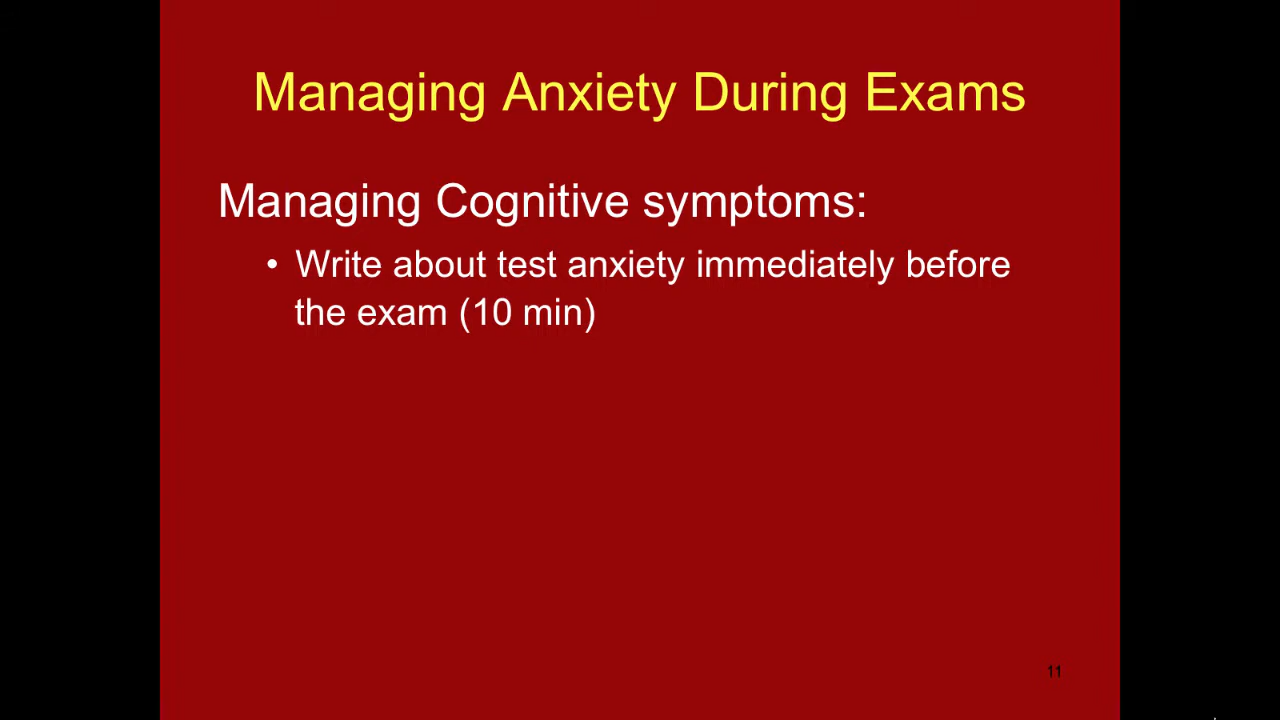 Managing Anxiety During Exams
Managing Cognitive symptoms:
• Write about test anxiety immediately before
the exam (10 min)
11